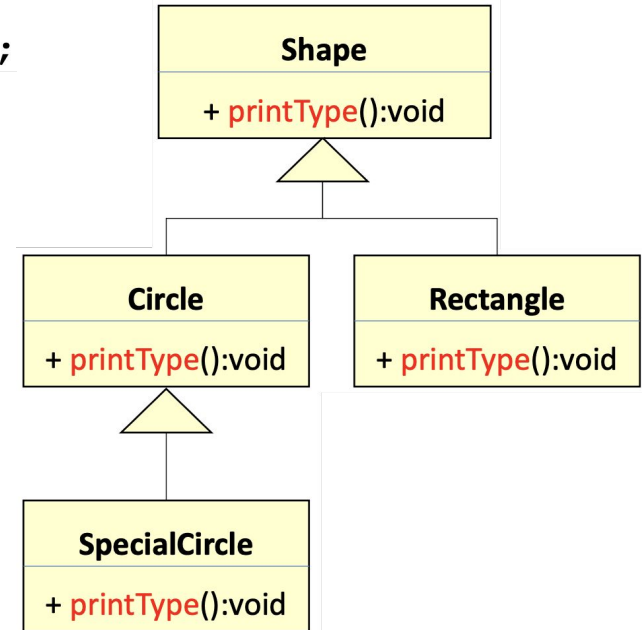 ;
Shape
+ printType():void
Circle
+ printType():void
Rectangle
+ printType():void
SpecialCircle
+ printType():void